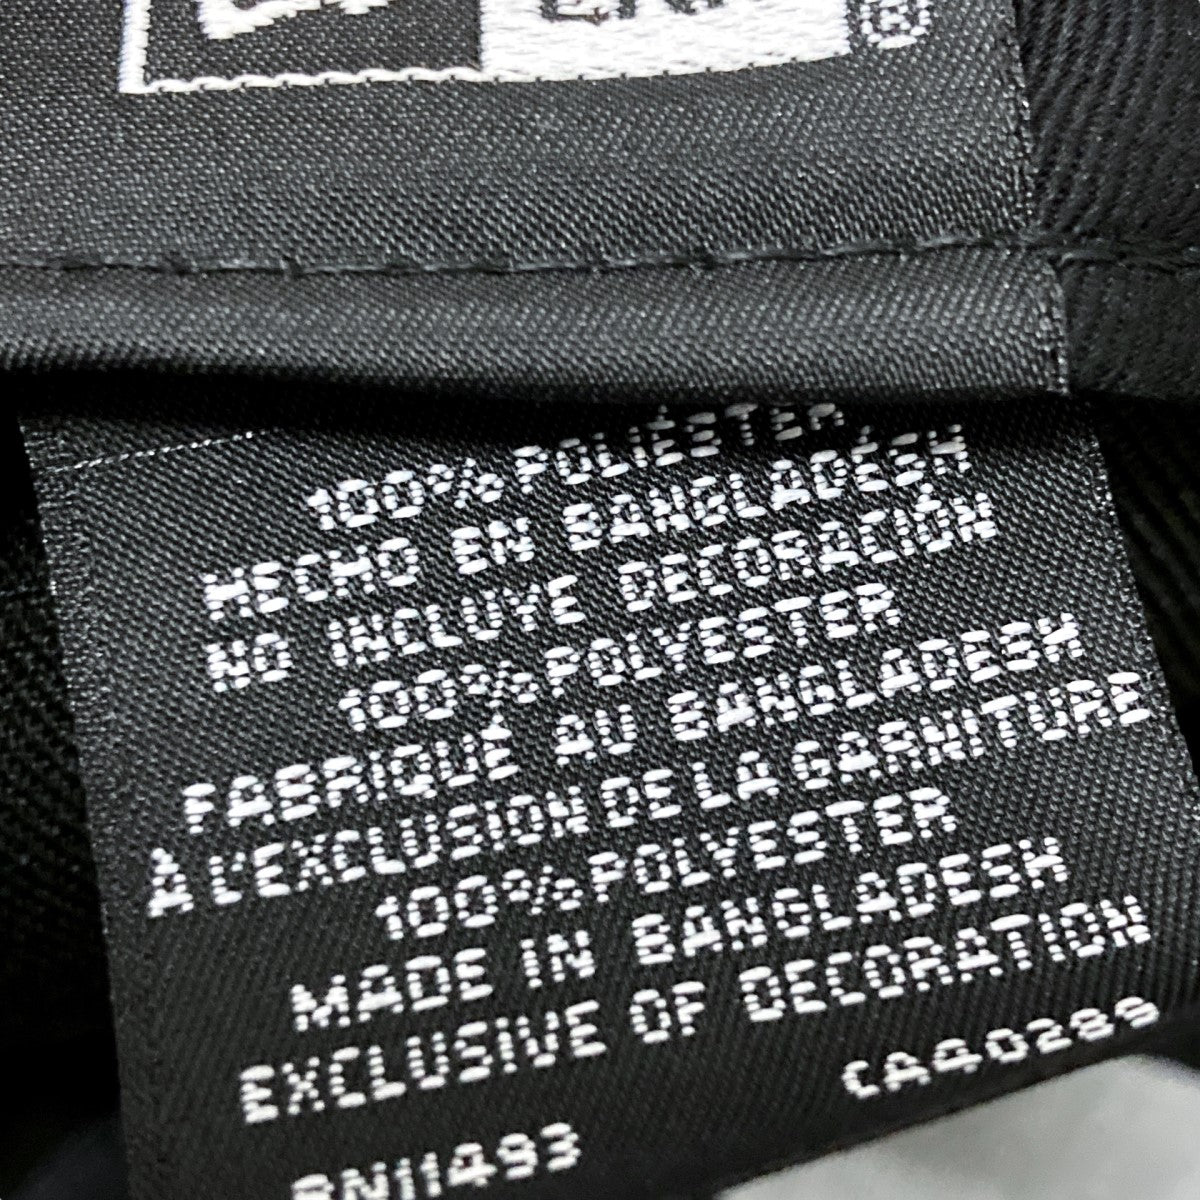 ®
100% POLIÉSTER
HECHO EN BANGLADESH
NO INCLUYE DECORACIÓN
100% POLYESTER
FABRIQUÉ AU BANGLADESH
À L'EXCLUSION DE LA GARNITURE
100% POLYESTER
MADE IN BANGLADESH
EXCLUSIVE OF DECORATION
CA40289
RN11493